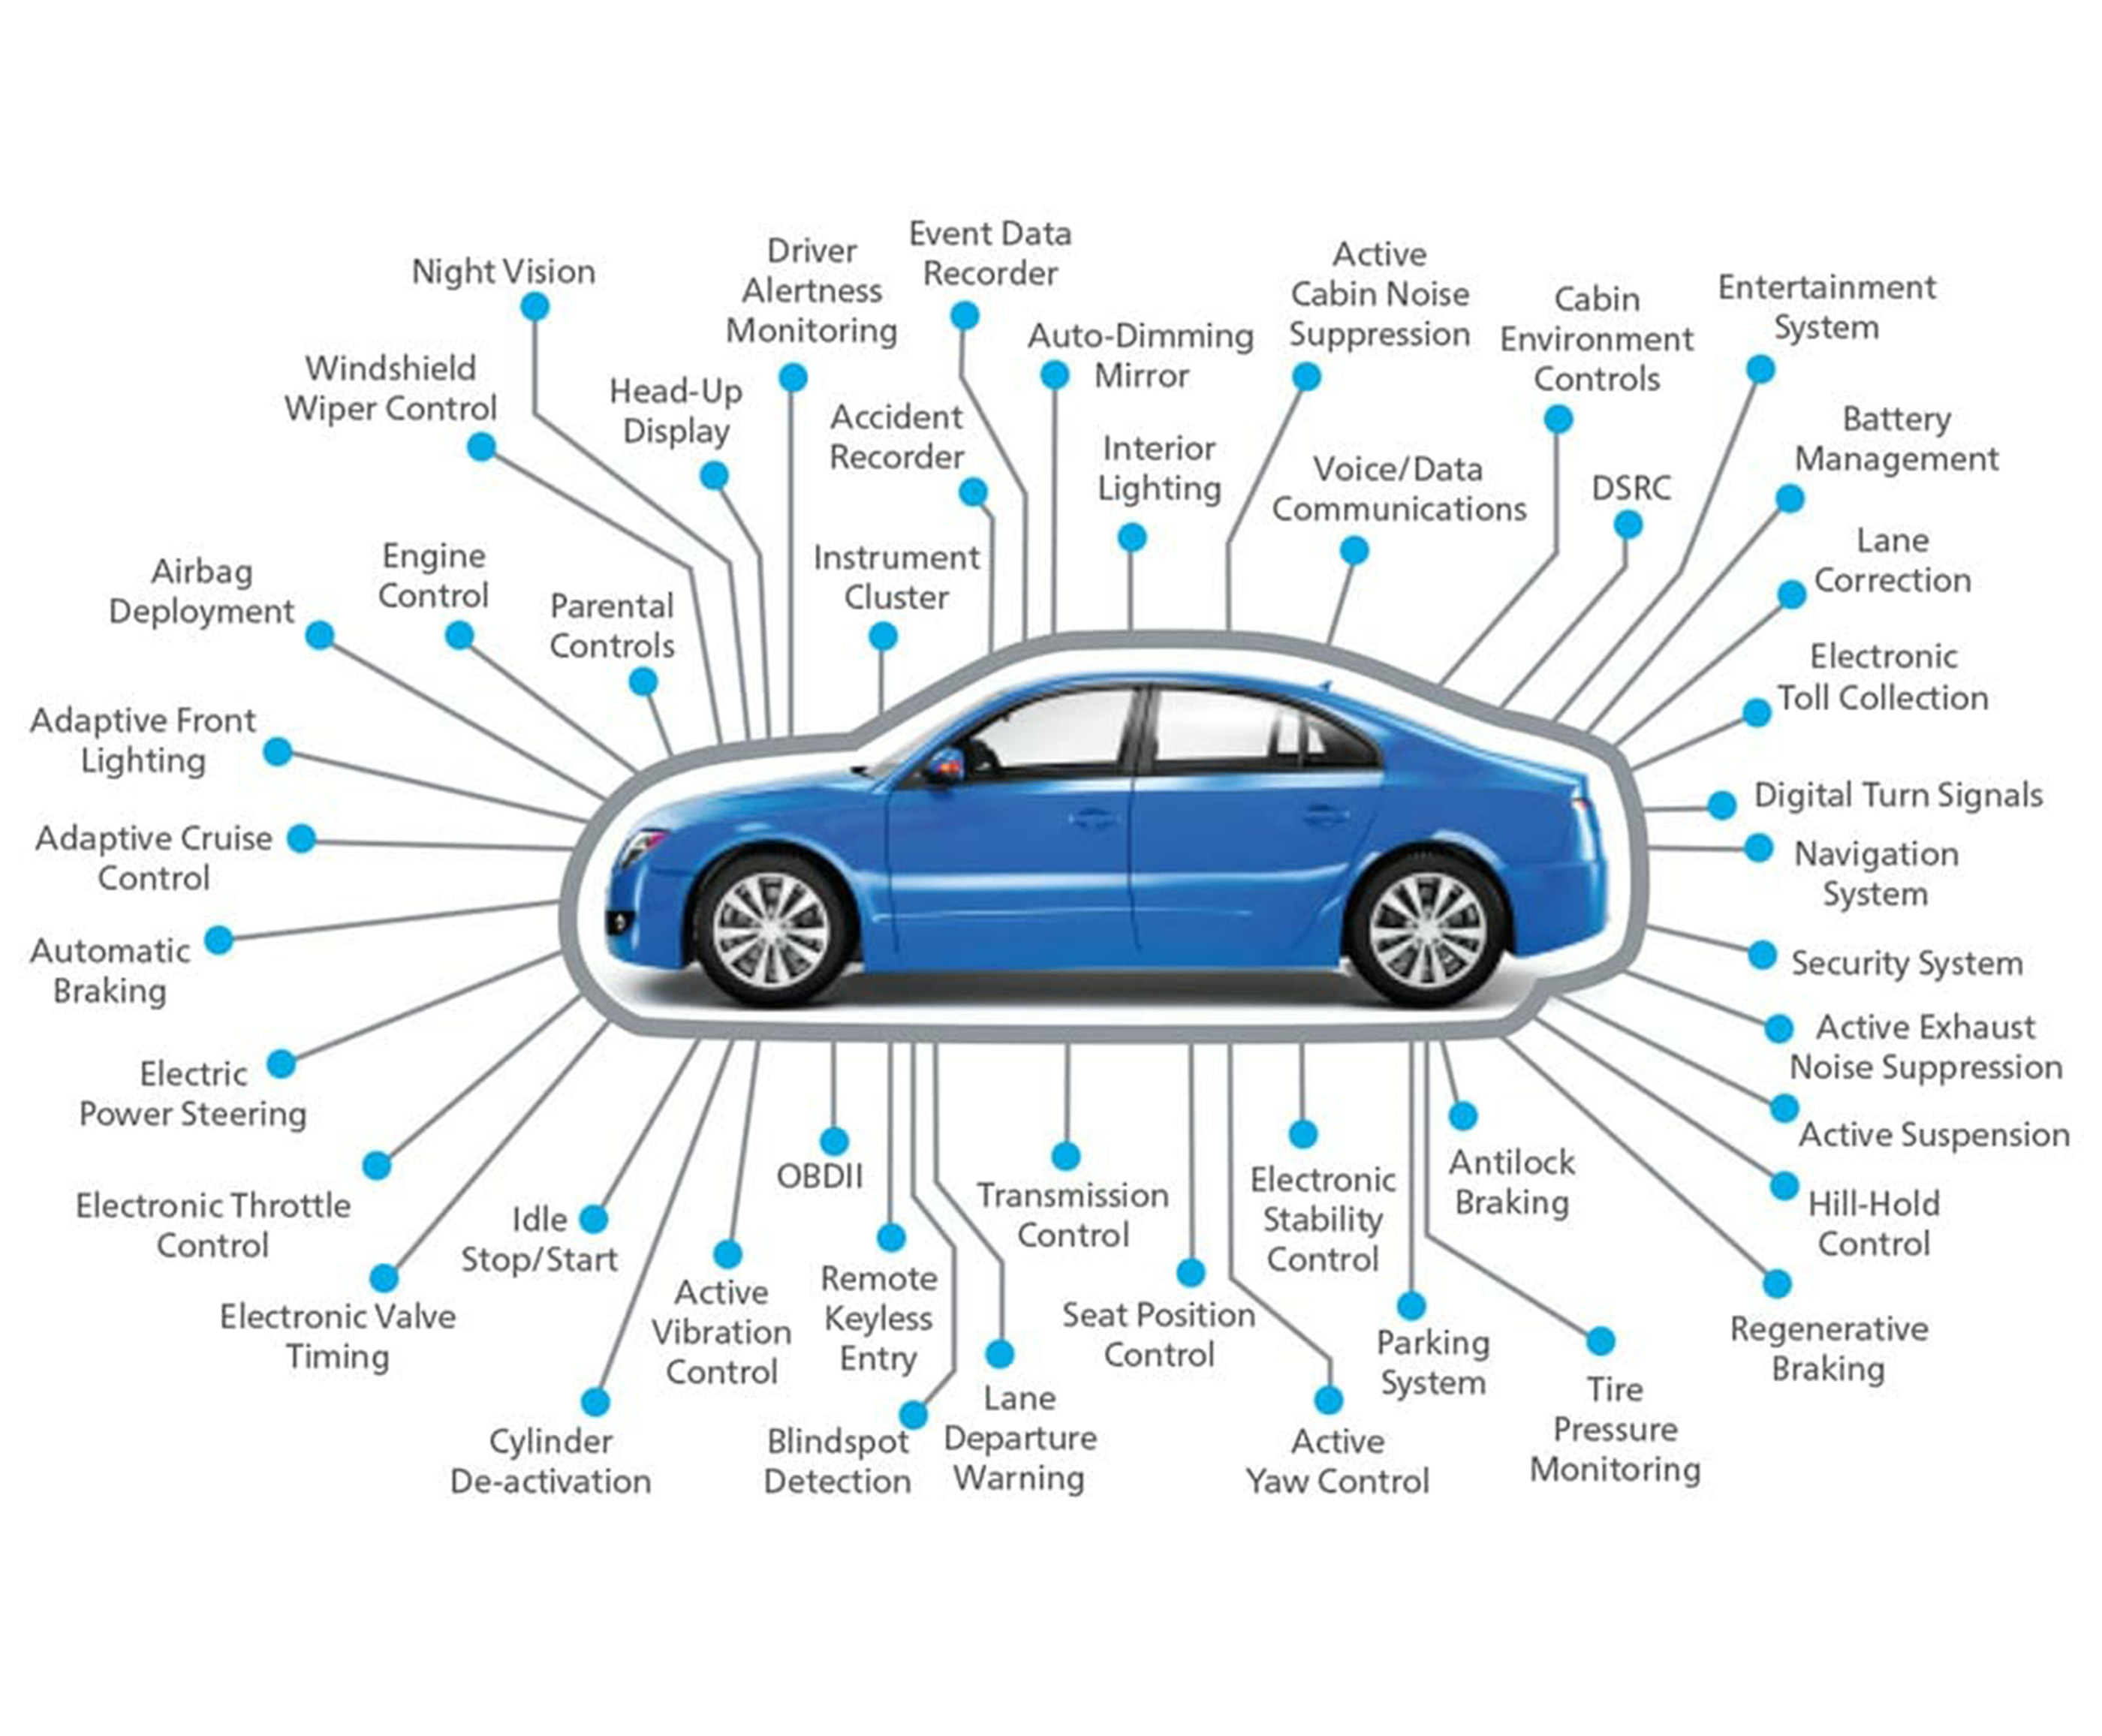 Night Vision
Driver
Alertness
Monitoring
Event Data
Recorder
Auto-Dimming
Mirror
Active
Cabin Noise
Suppression
Cabin
Environment
Controls
Entertainment
System
Windshield
Wiper Control
Head-Up
Display
Accident
Recorder
Interior
Lighting
Voice/Data
Communications
DSRC
Battery
Management
Airbag
Deployment
Engine
Control
Parental
Controls
Instrument
Cluster
Lane
Correction
Electronic
Toll Collection
Adaptive Front
Lighting
Digital Turn Signals
Adaptive Cruise
Control
Navigation
System
Automatic
Braking
Security System
Electric
Power Steering
Active Exhaust
Noise Suppression
Active Suspension
Electronic Throttle
Control
Hill-Hold
Control
Electronic Valve
Timing
Idle
Stop/Start
Cylinder
De-activation
Active
Vibration
Control
OBDII
Remote
Keyless
Entry
Blindspot
Detection
Lane
Departure
Warning
Transmission
Control
Seat Position
Control
Electronic
Stability
Control
Active
Yaw Control
Parking
System
Antilock
Braking
Tire
Pressure
Monitoring
Regenerative
Braking